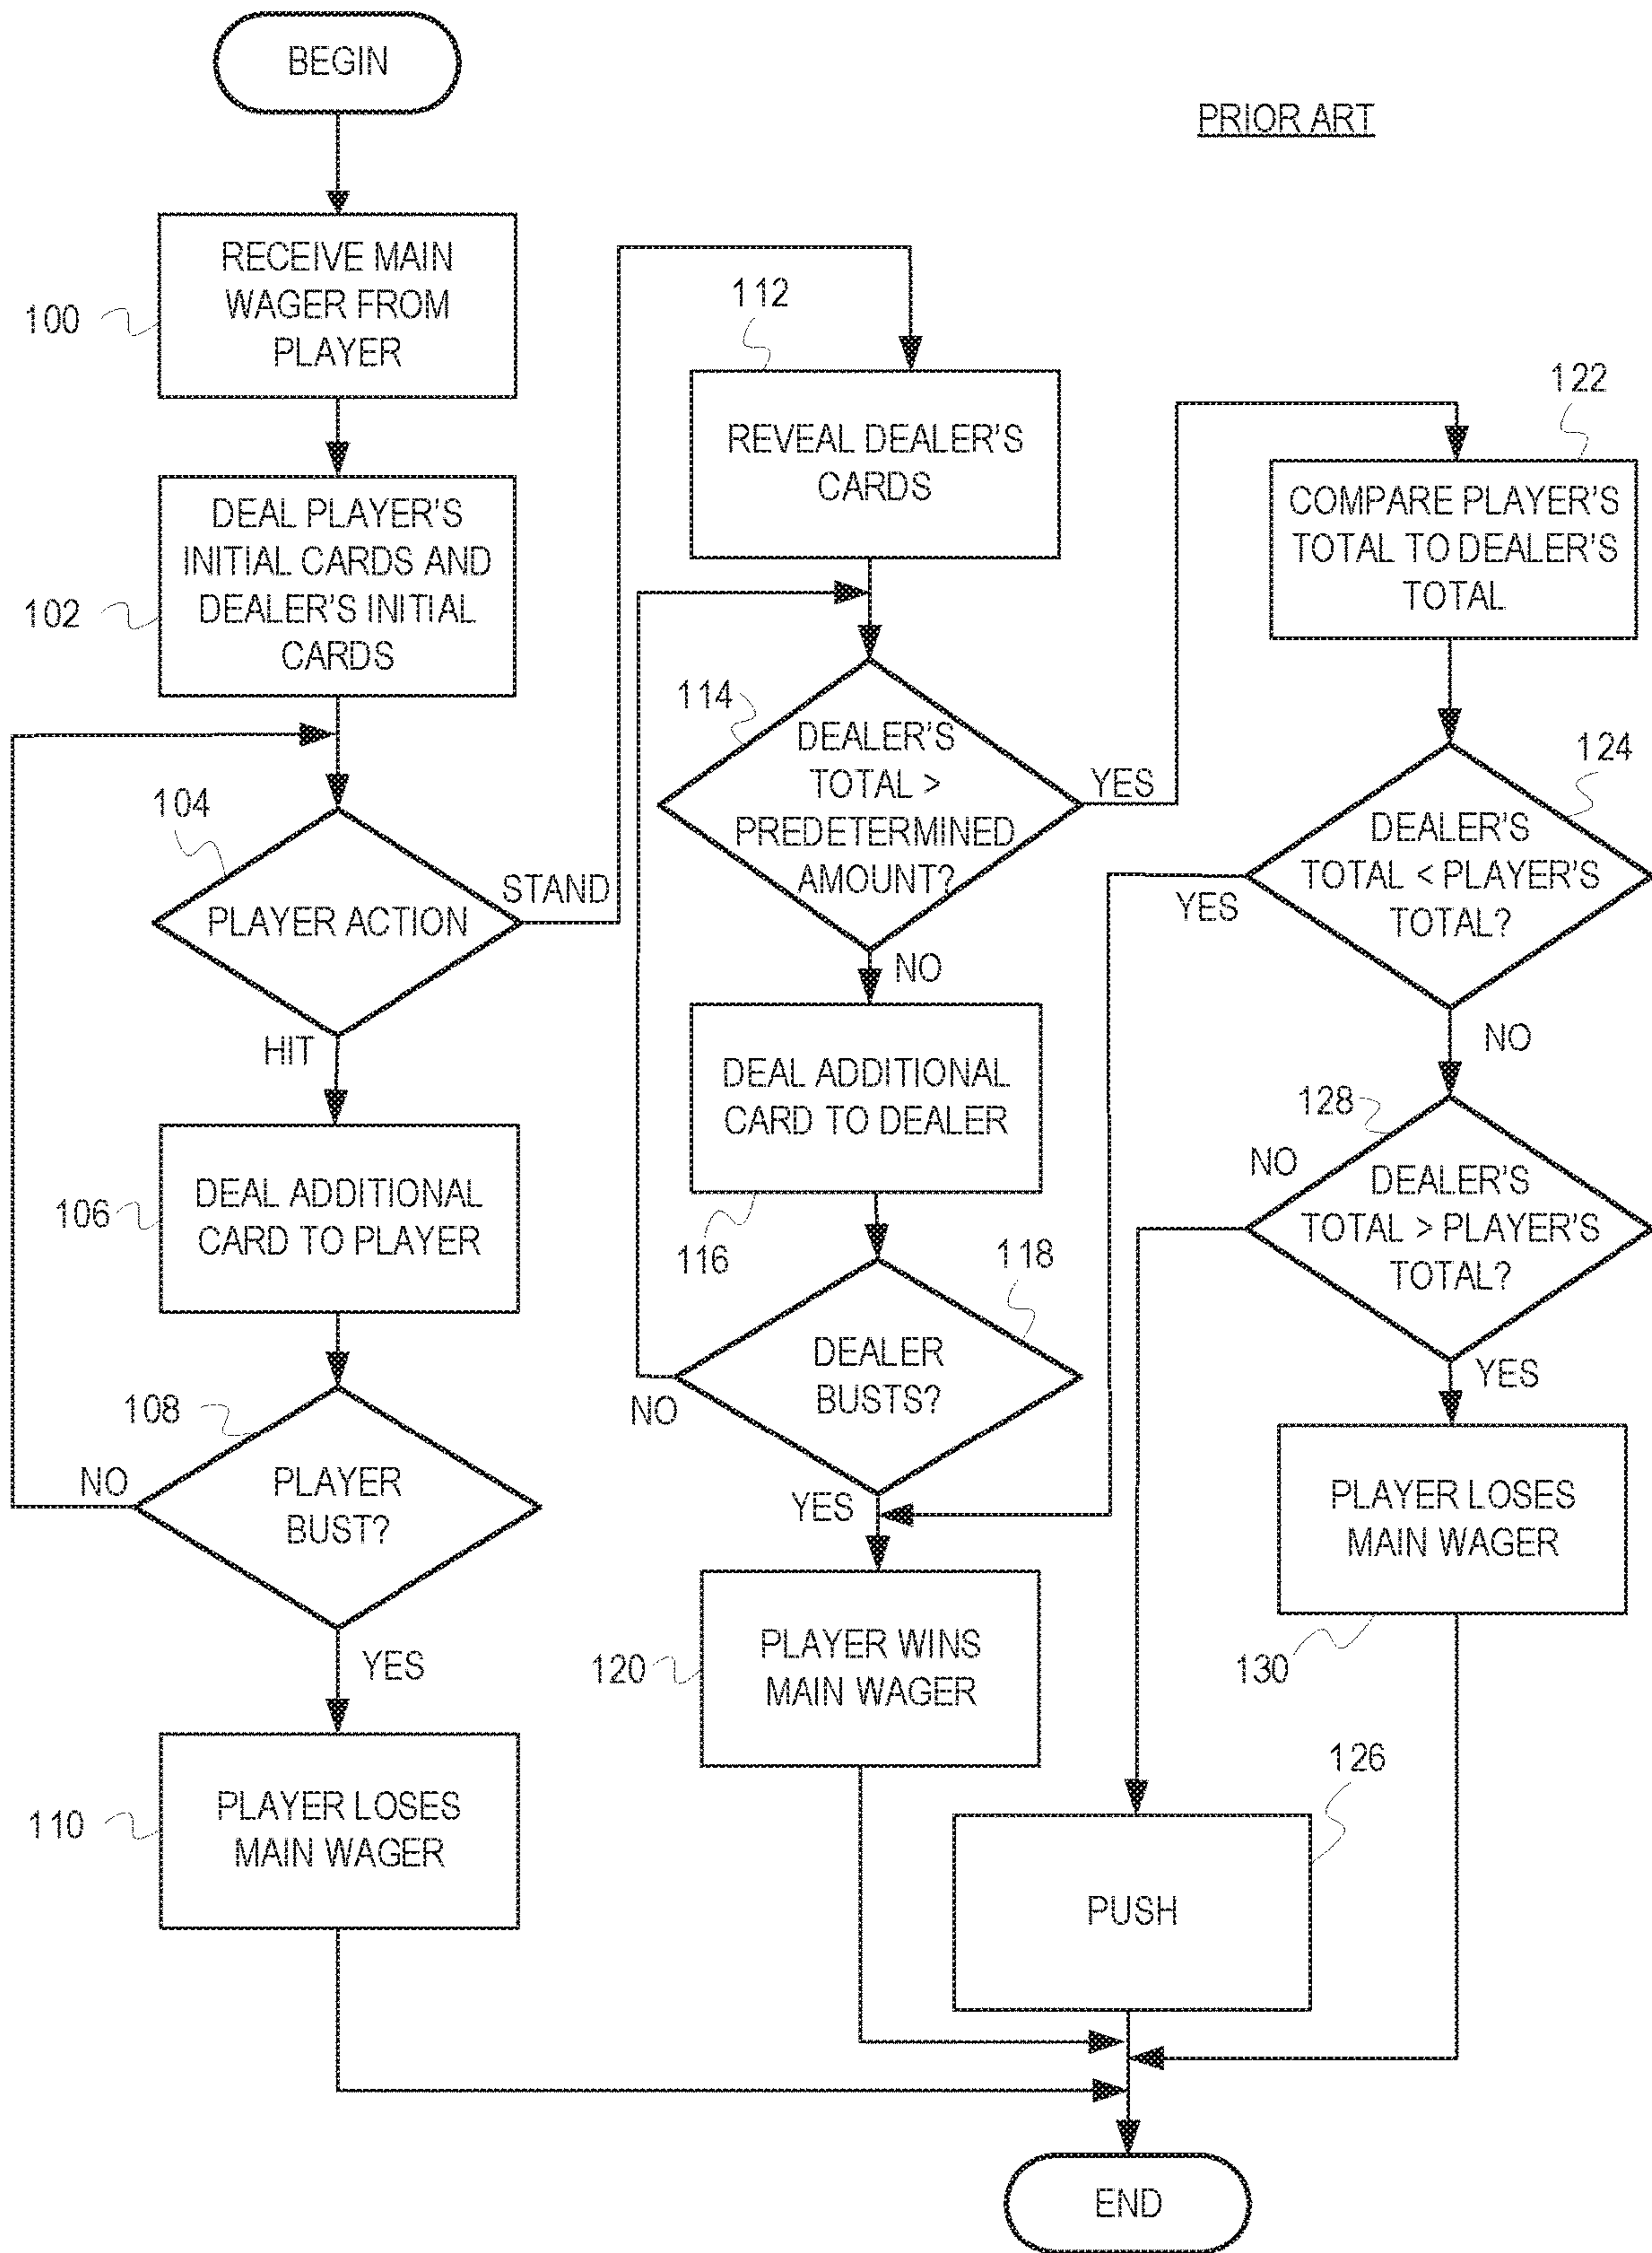 BEGIN
PRIOR ART
100
RECEIVE MAIN
WAGER FROM
PLAYER
102
DEAL PLAYER'S
INITIAL CARDS AND
DEALER'S INITIAL
CARDS
104
PLAYER ACTION
STAND
HIT
106
DEAL ADDITIONAL
CARD TO PLAYER
108
PLAYER
BUST?
NO
YES
110
PLAYER LOSES
MAIN WAGER
112
REVEAL DEALER'S
CARDS
114
DEALER'S
TOTAL >
PREDETERMINED
AMOUNT?
YES
NO
DEAL ADDITIONAL
CARD TO DEALER
116
118
DEALER
BUSTS?
NO
YES
120
PLAYER WINS
MAIN WAGER
122
COMPARE PLAYER'S
TOTAL TO DEALER'S
TOTAL
124
DEALER'S
TOTAL < PLAYER'S
TOTAL?
YES
NO
128
NO
DEALER'S
TOTAL > PLAYER'S
TOTAL?
YES
PLAYER LOSES
MAIN WAGER
130
126
PUSH
END